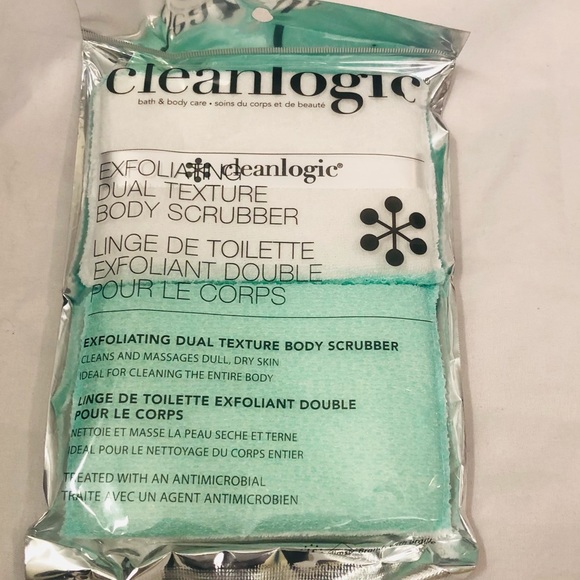 cleanlogic
bath & body care • soins du corps et de beauté
EXFOLIATING
cleanlogic®
DUAL TEXTURE
BODY SCRUBBER
LINGE DE TOILETTE
EXFOLIANT DOUBLE
POUR LE CORPS
EXFOLIATING DUAL TEXTURE BODY SCRUBBER
CLEANS AND MASSAGES DULL, DRY SKIN
IDEAL FOR CLEANING THE ENTIRE BODY
LINGE DE TOILETTE EXFOLIANT DOUBLE
POUR LE CORPS
NETTOIE ET MASSE LA PEAU SECHE ET TERNE
IDEAL POUR LE NETTOYAGE DU CORPS ENTIER
TREATED WITH AN ANTIMICROBIAL
TRAITE AVEC UN AGENT ANTIMICROBIEN